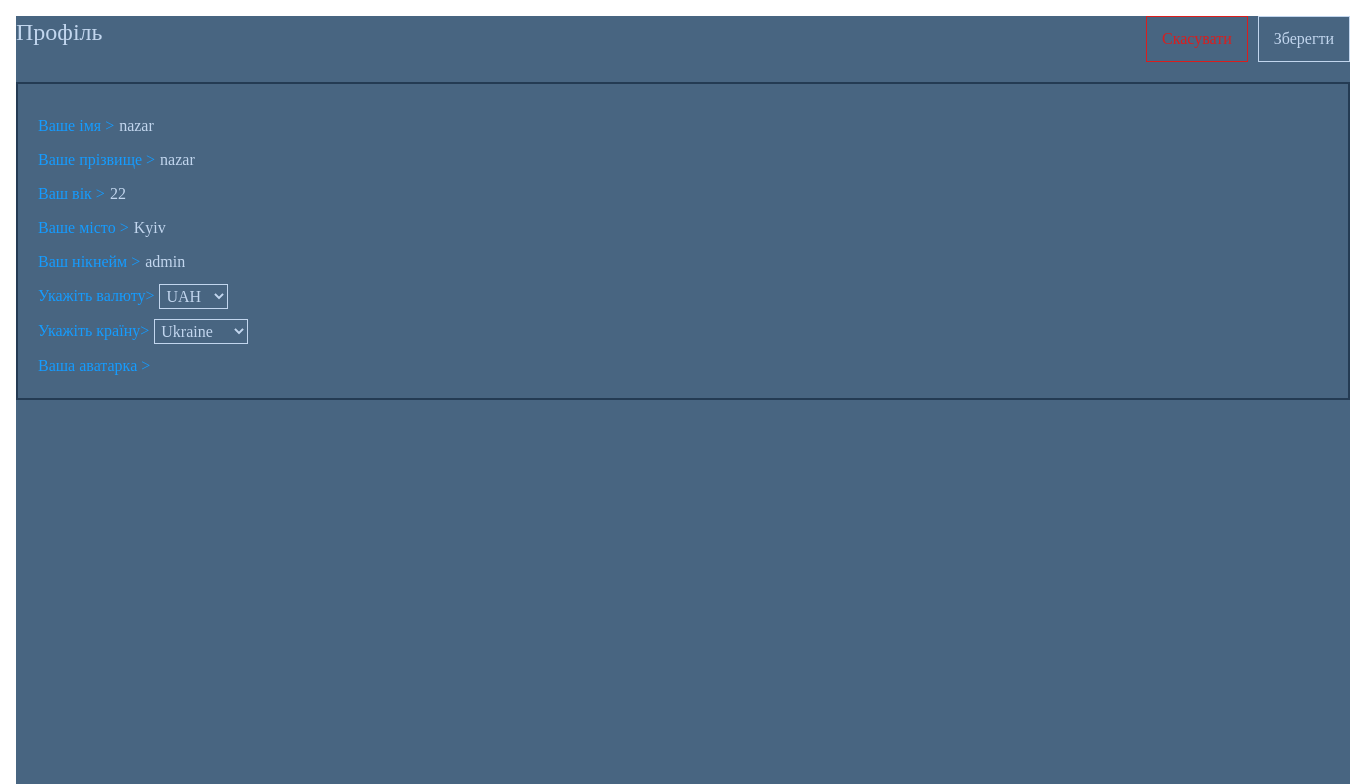 Профіль
Скасувати
Зберегти
Ваше імя > nazar
Ваше прізвище > nazar
Ваш вік > 22
Ваше місто > Kyiv
Ваш нікнейм > admin
Укажіть валюту> UAH
Укажіть країну> Ukraine
Ваша аватарка >